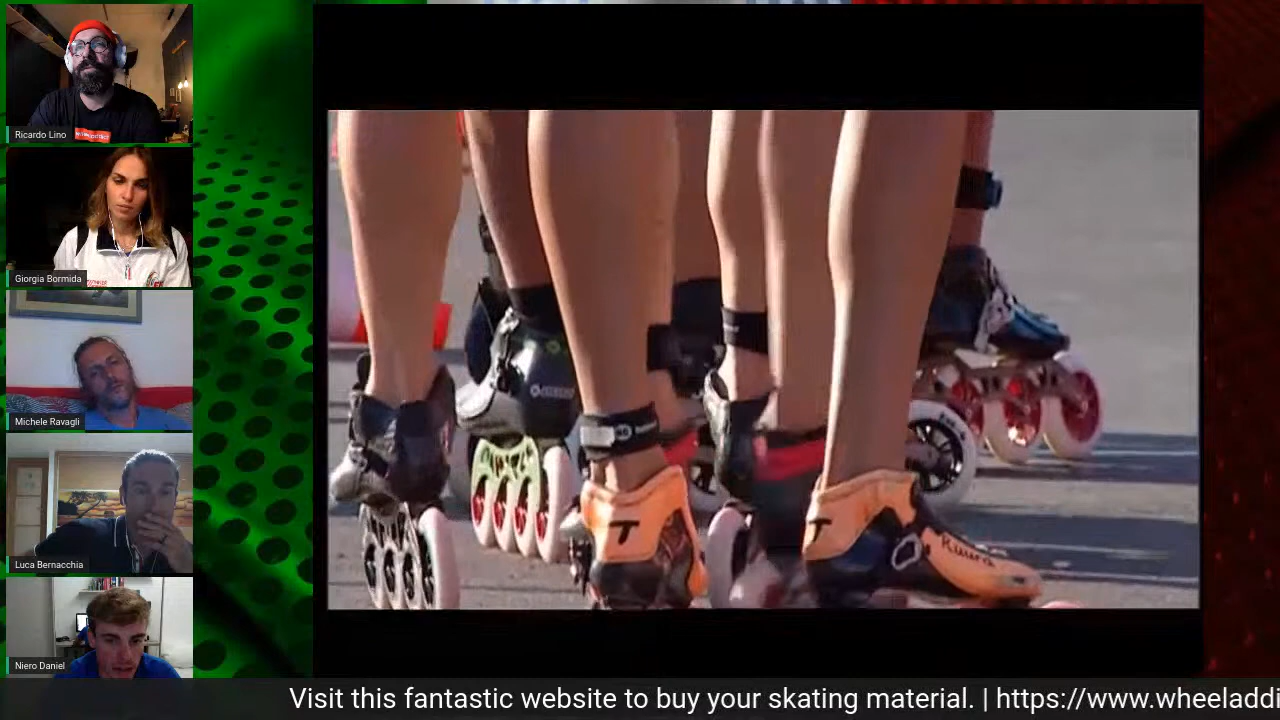 Ricardo Lino
Giorgia Bormida
Michele Ravagli
Luca Bernacchia
Niero Daniel
T
T
Kuura
Visit this fantastic website to buy your skating material. | https://www.wheeladdi